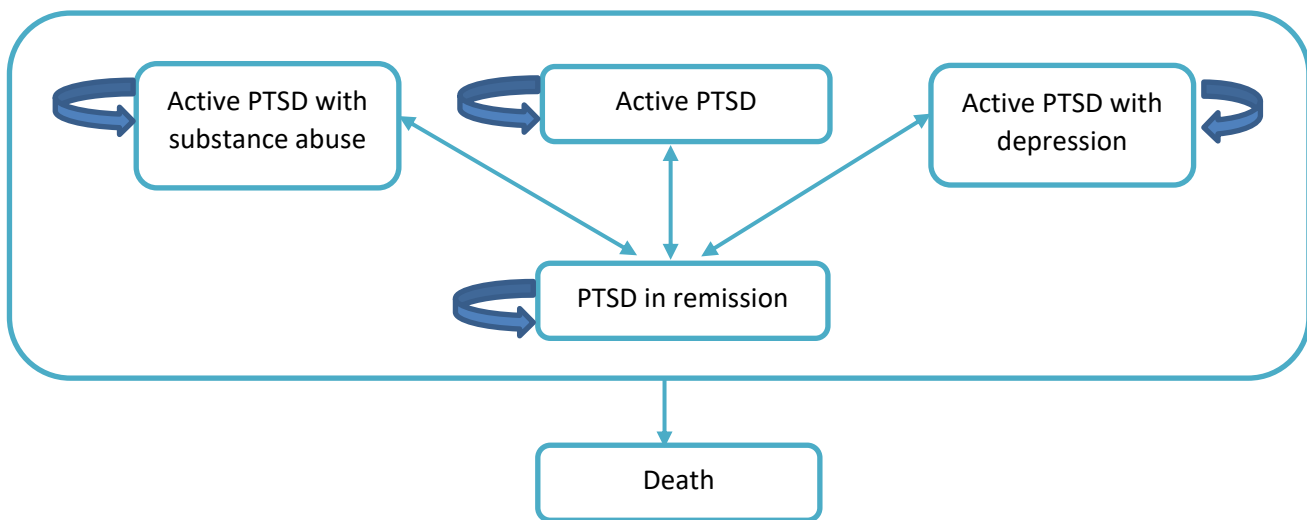 Active PTSD with
substance abuse
Active PTSD
Active PTSD with
depression
PTSD in remission
Death